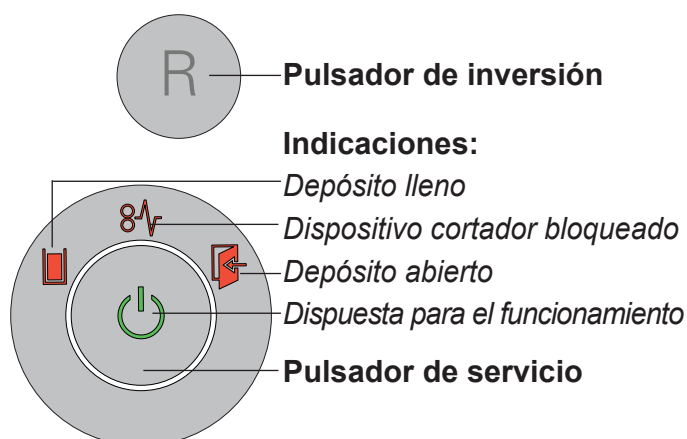 R
Pulsador de inversión
Indicaciones:
Depósito lleno
Dispositivo cortador bloqueado
Depósito abierto
Dispuesta para el funcionamiento
Pulsador de servicio